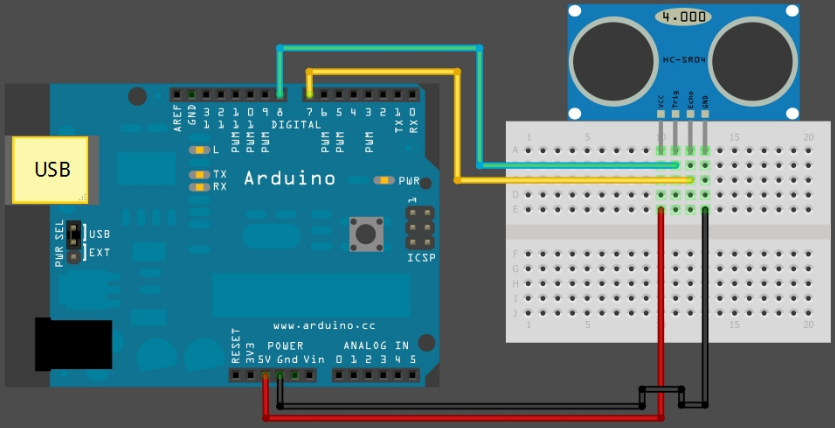 4.000
HC-SR04
VCC
Trig
Echo
GND
AREF
GND
13
12
11
10
9
8
7
6
5
4
3
2
1
0
DIGITAL
PWM
PWM
PWM
PWM
PWM
PWM
TX
RX
L
TX
RX
Arduino
PWR
USB
PWR SEL
USB
EXT
1
ICSP
www.arduino.cc
RESET
3V3
POWER
5V Gnd Vin
ANALOG IN
0 1 2 3 4 5
1 5 10 15 20
A
B
C
D
E
F
G
H
I
J
1 5 10 15 20